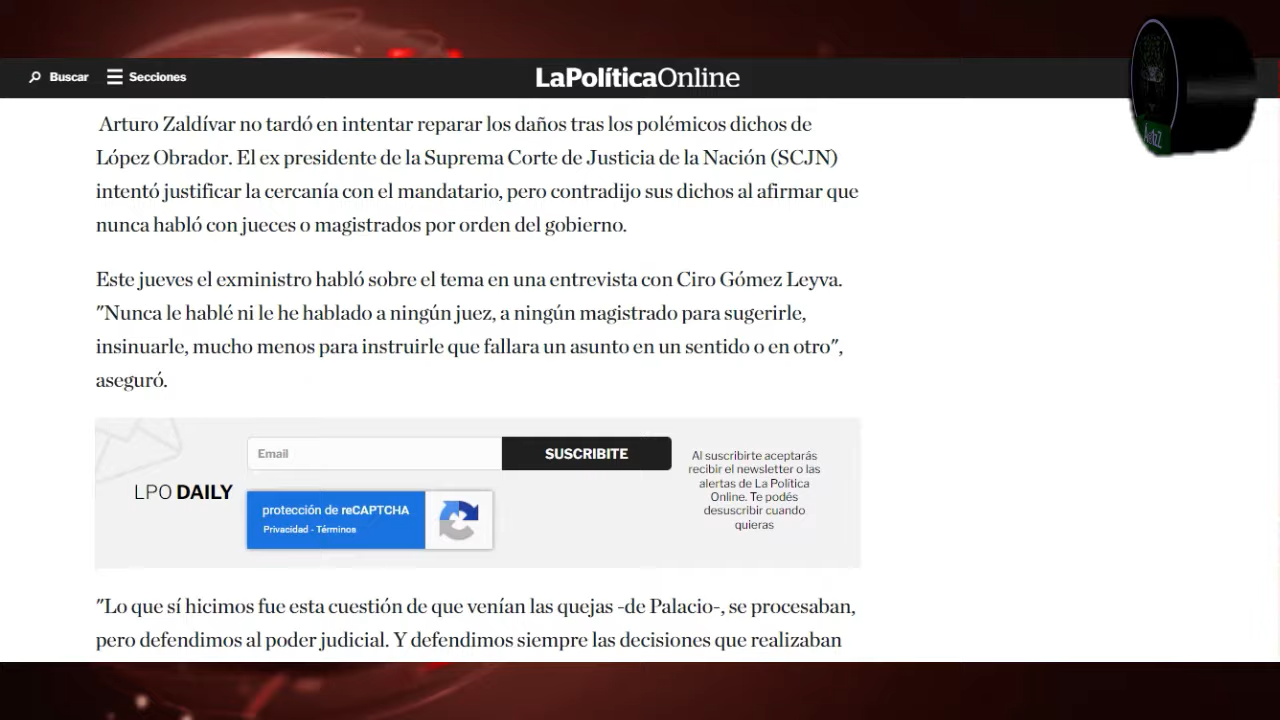 Buscar
Secciones
LaPolíticaOnline
Arturo Zaldívar no tardó en intentar reparar los daños tras los polémicos dichos de
López Obrador. El ex presidente de la Suprema Corte de Justicia de la Nación (SCJN)
intentó justificar la cercanía con el mandatario, pero contradijo sus dichos al afirmar que
nunca habló con jueces o magistrados por orden del gobierno.
Este jueves el exministro habló sobre el tema en una entrevista con Ciro Gómez Leyva.
"Nunca le hablé ni le he hablado a ningún juez, a ningún magistrado para sugerirle,
insinuarle, mucho menos para instruirle que fallara un asunto en un sentido o en otro",
aseguró.
LPO DAILY
Email
SUSCRIBITE
protección de reCAPTCHA
Privacidad - Términos
Al suscribirte aceptarás
recibir el newsletter o las
alertas de La Política
Online. Te podés
desuscribir cuando
quieras
"Lo que sí hicimos fue esta cuestión de que venían las quejas -de Palacio-, se procesaban,
pero defendimos al poder judicial. Y defendimos siempre las decisiones que realizaban